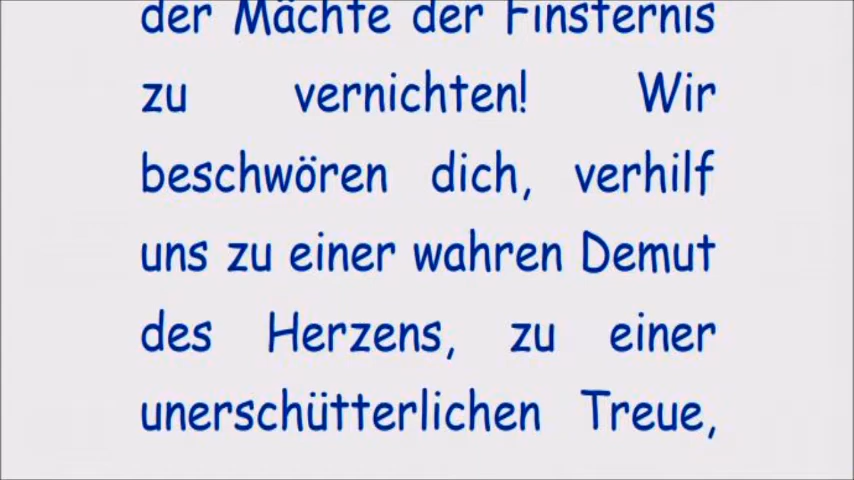 der Mächte der Finsternis
zu vernichten! Wir
beschwören dich, verhilf
uns zu einer wahren Demut
des Herzens, zu einer
unerschütterlichen Treue,